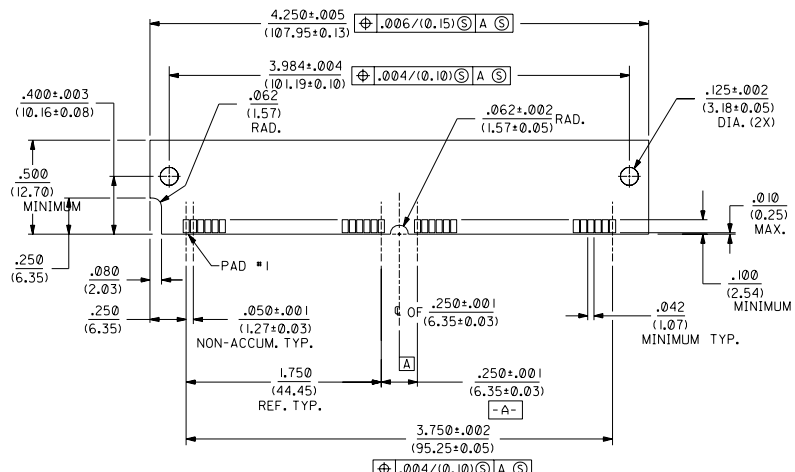 4.250±.005
(107.95±0.13)
⌖ .006/(0.15)Ⓢ A Ⓢ
3.984±.004
(101.19±0.10)
⌖ .004/(0.10)Ⓢ A Ⓢ
.400±.003
(10.16±0.08)
.062
(1.57)
RAD.
.062±.002
(1.57±0.05)
RAD.
.125±.002
(3.18±0.05)
DIA. (2X)
.500
(12.70)
MINIMUM
.010
(0.25)
MAX.
.250
(6.35)
.080
(2.03)
PAD #1
.100
(2.54)
MINIMUM
.250
(6.35)
.050±.001
(1.27±0.03)
NON-ACCUM. TYP.
℄ OF .250±.001
(6.35±0.03)
.042
(1.07)
MINIMUM TYP.
A
1.750
(44.45)
REF. TYP.
.250±.001
(6.35±0.03)
-A-
3.750±.002
(95.25±0.05)
⌖ .004/(0.10)Ⓢ A Ⓢ